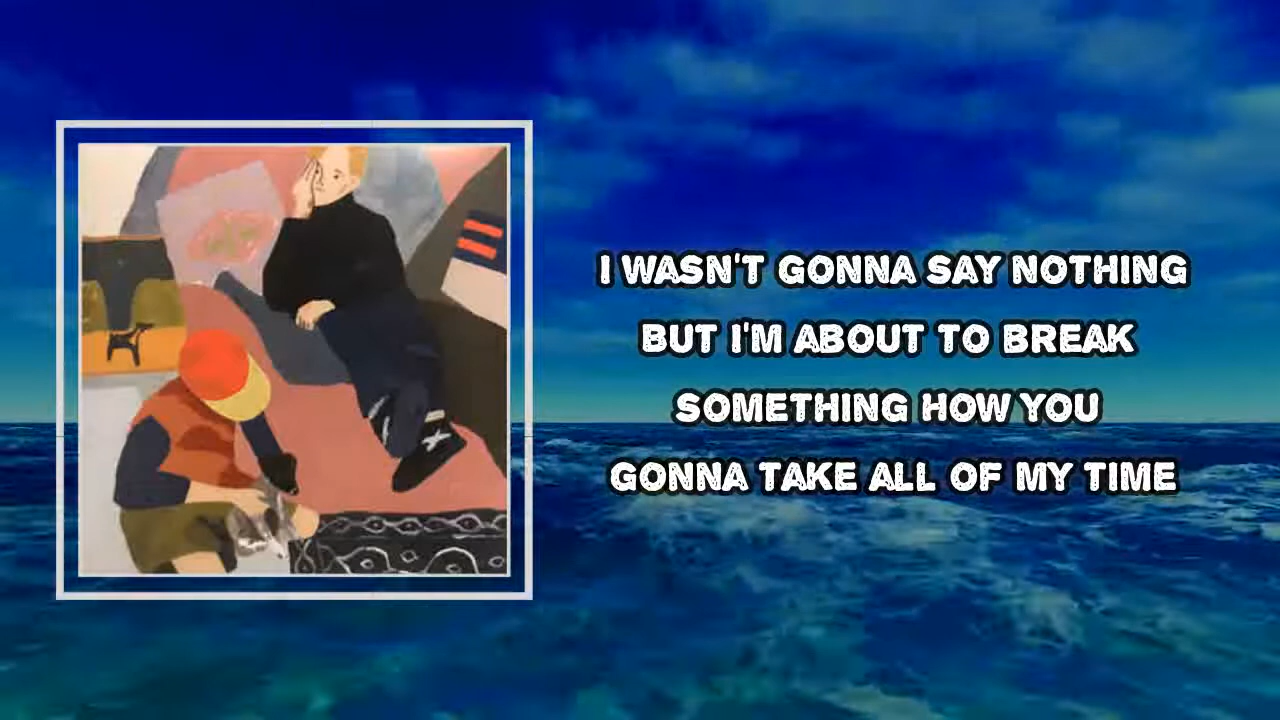 I WASN'T GONNA SAY NOTHING
BUT I'M ABOUT TO BREAK
SOMETHING HOW YOU
GONNA TAKE ALL OF MY TIME